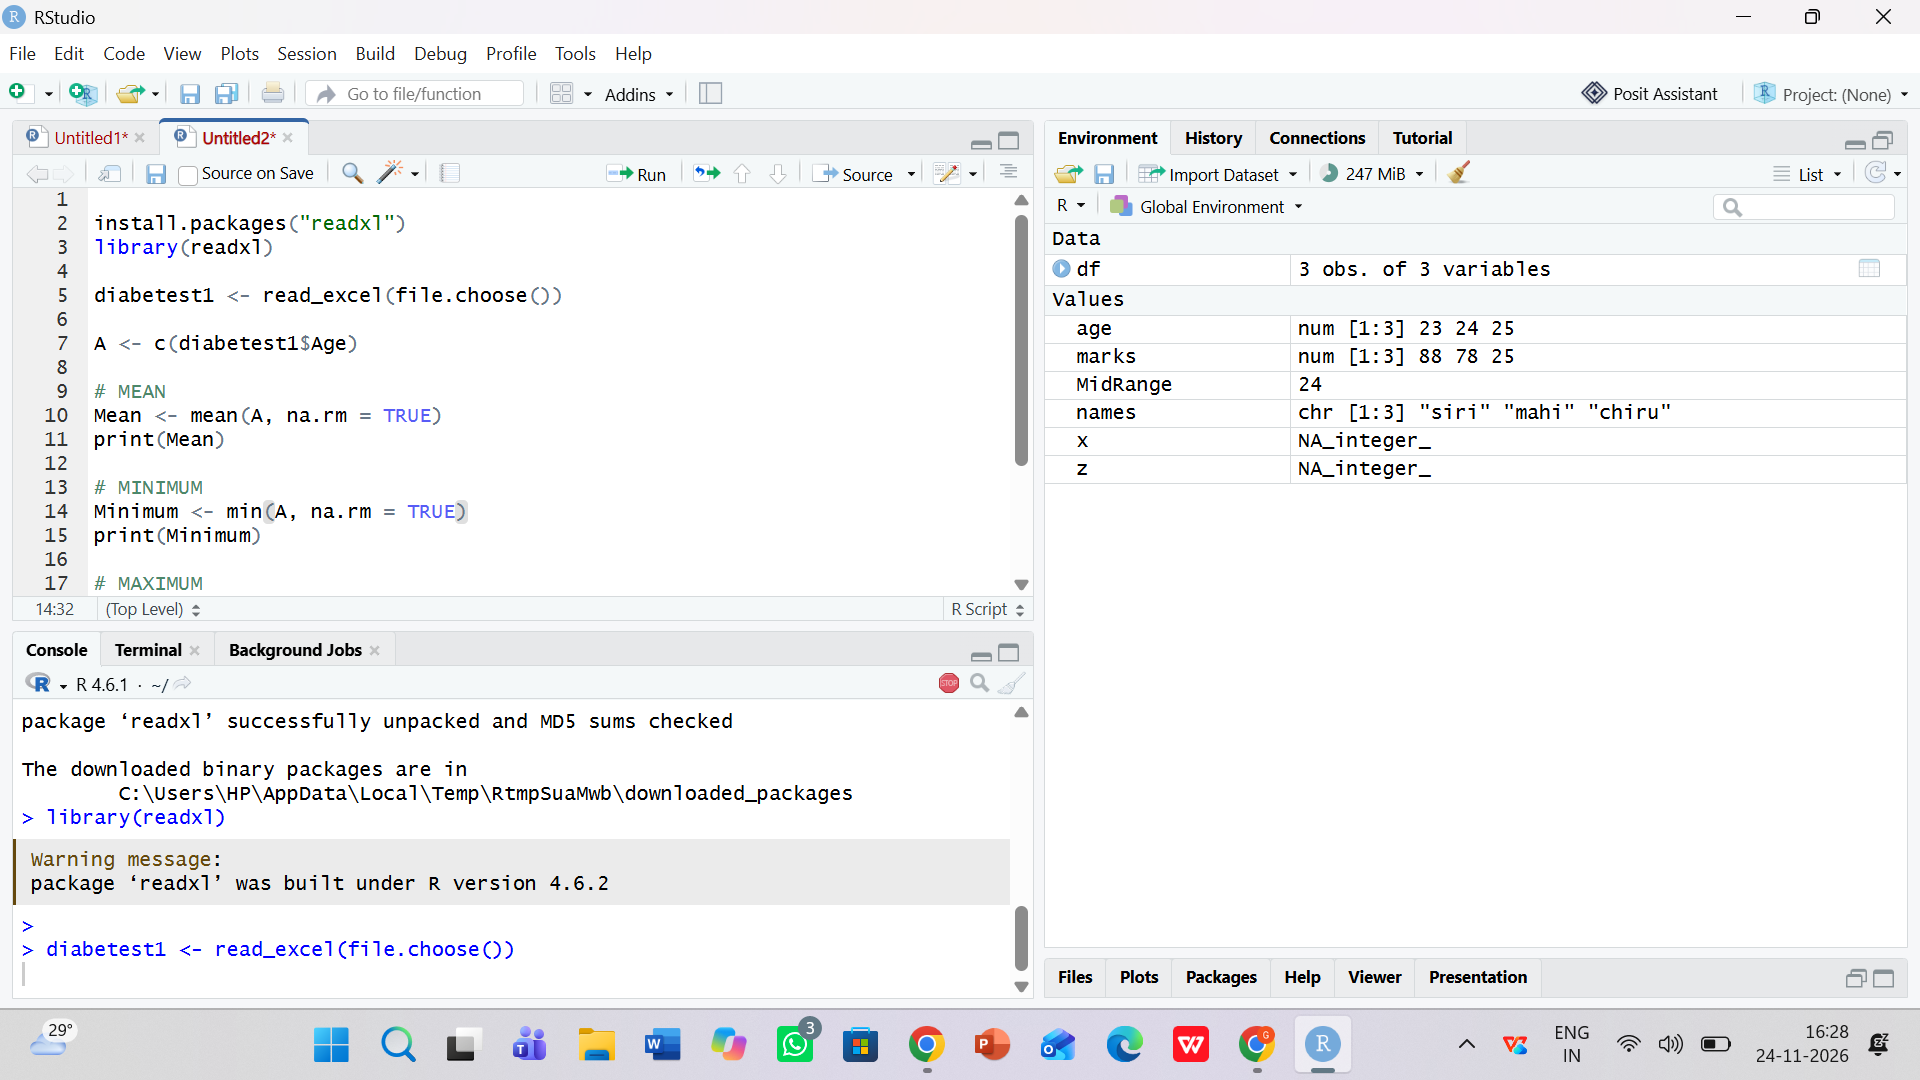 RStudio
File Edit Code View Plots Session Build Debug Profile Tools Help
Go to file/function Addins Posit Assistant Project: (None)
Untitled1* Untitled2*
Source on Save Run Source
1
2 install.packages("readxl")
3 library(readxl)
4
5 diabetest1 <- read_excel(file.choose())
6
7 A <- c(diabetest1$Age)
8
9 # MEAN
10 Mean <- mean(A, na.rm = TRUE)
11 print(Mean)
12
13 # MINIMUM
14 Minimum <- min(A, na.rm = TRUE)
15 print(Minimum)
16
17 # MAXIMUM
14:32 (Top Level) R Script
Console Terminal Background Jobs
R R 4.6.1 · ~/ STOP
package ‘readxl’ successfully unpacked and MD5 sums checked
The downloaded binary packages are in
C:\Users\HP\AppData\Local\Temp\RtmpSuaMwb\downloaded_packages
> library(readxl)
Warning message:
package ‘readxl’ was built under R version 4.6.2
>
> diabetest1 <- read_excel(file.choose())
Environment History Connections Tutorial
Import Dataset 247 MiB List
R Global Environment
Data
df 3 obs. of 3 variables
Values
age num [1:3] 23 24 25
marks num [1:3] 88 78 25
MidRange 24
names chr [1:3] "siri" "mahi" "chiru"
x NA_integer_
z NA_integer_
Files Plots Packages Help Viewer Presentation
29° 3 ENG 16:28
IN 24-11-2026